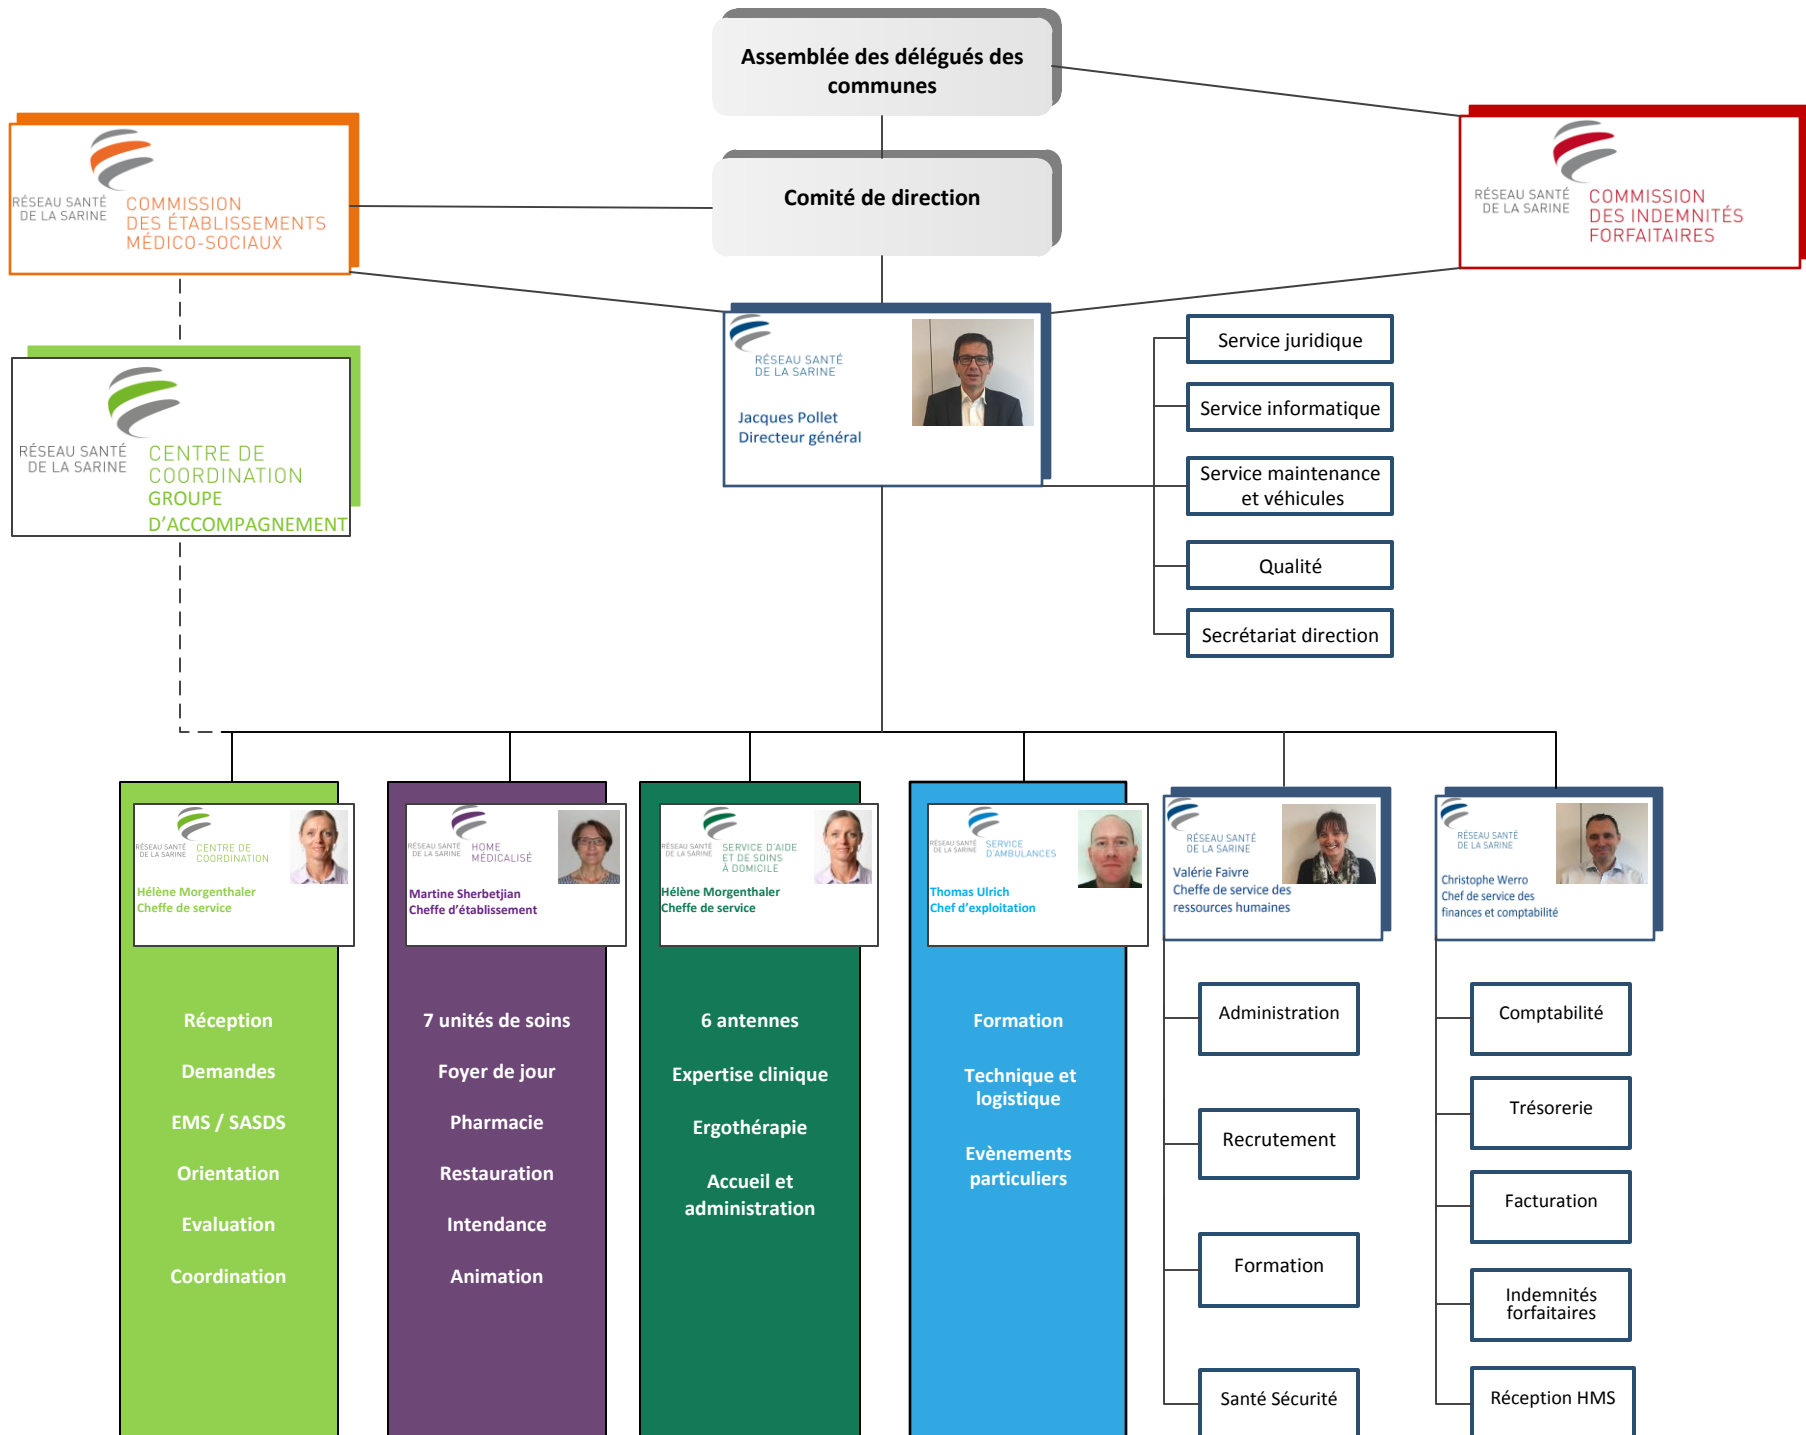 Assemblée des délégués des
communes
RÉSEAU SANTÉ
DE LA SARINE
COMMISSION
DES ÉTABLISSEMENTS
MÉDICO-SOCIAUX
Comité de direction
RÉSEAU SANTÉ
DE LA SARINE
COMMISSION
DES INDEMNITÉS
FORFAITAIRES
RÉSEAU SANTÉ
DE LA SARINE
CENTRE DE
COORDINATION
GROUPE
D'ACCOMPAGNEMENT
RÉSEAU SANTÉ
DE LA SARINE
Jacques Pollet
Directeur général
Service juridique
Service informatique
Service maintenance
et véhicules
Qualité
Secrétariat direction
RÉSEAU SANTÉ
DE LA SARINE
CENTRE DE
COORDINATION
Hélène Morgenthaler
Cheffe de service
Réception
Demandes
EMS / SASDS
Orientation
Evaluation
Coordination
RÉSEAU SANTÉ
DE LA SARINE
HOME
MÉDICALISÉ
Martine Sherbetjian
Cheffe d'établissement
7 unités de soins
Foyer de jour
Pharmacie
Restauration
Intendance
Animation
RÉSEAU SANTÉ
DE LA SARINE
SERVICE D'AIDE
ET DE SOINS
À DOMICILE
Hélène Morgenthaler
Cheffe de service
6 antennes
Expertise clinique
Ergothérapie
Accueil et
administration
RÉSEAU SANTÉ
DE LA SARINE
SERVICE
D'AMBULANCES
Thomas Ulrich
Chef d'exploitation
Formation
Technique et
logistique
Evènements
particuliers
RÉSEAU SANTÉ
DE LA SARINE
Valérie Faivre
Cheffe de service des
ressources humaines
Administration
Recrutement
Formation
Santé Sécurité
RÉSEAU SANTÉ
DE LA SARINE
Christophe Werro
Chef de service des
finances et comptabilité
Comptabilité
Trésorerie
Facturation
Indemnités
forfaitaires
Réception HMS